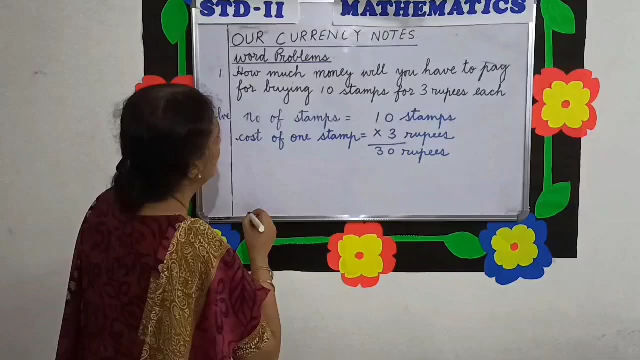 STD-II MATHEMATICS
OUR CURRENCY NOTES
Word Problems
1 How much money will you have to pay
for buying 10 stamps for 3 rupees each
no of stamps = 10 stamps
cost of one stamp = x 3 rupees
30 rupees